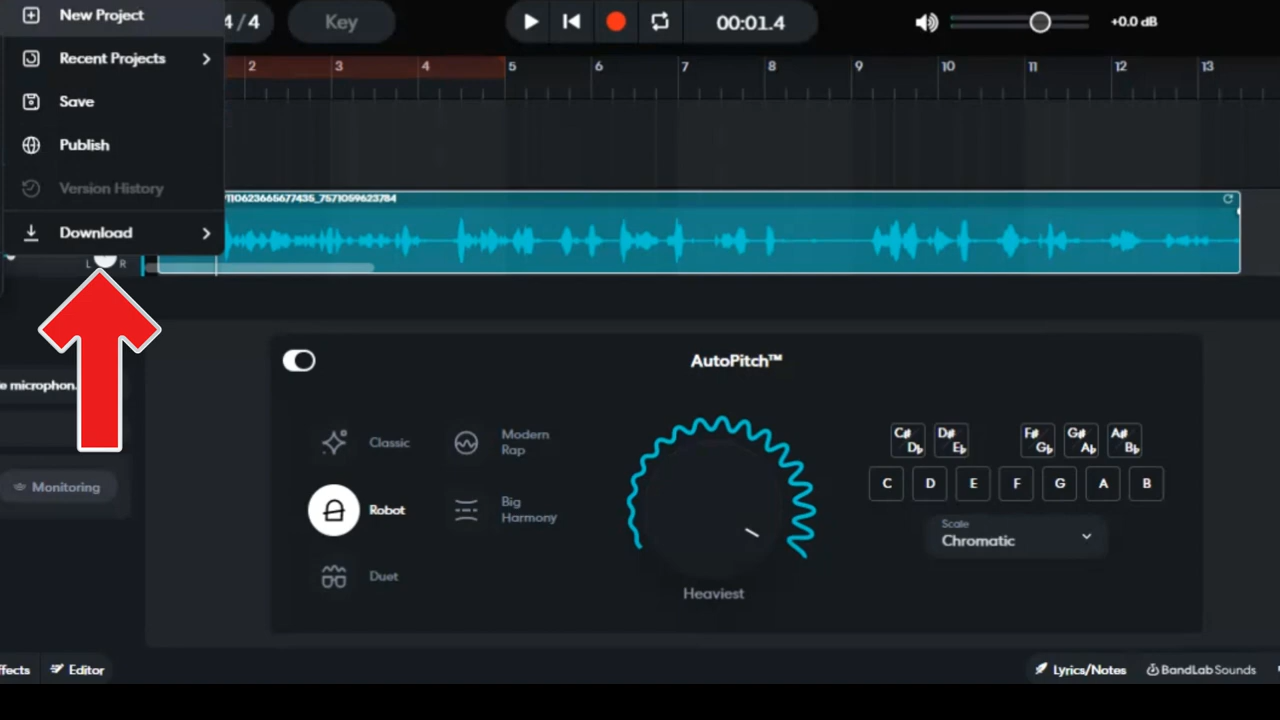 New Project
4/4
Key
00:01.4
+0.0 dB
Recent Projects
2
3
4
5
6
7
8
9
10
11
12
13
Save
Publish
Version History
110623665677435_7571059623784
Download
L
R
AutoPitch™
e microphon.
Classic
Modern
Rap
C#
D♭
D#
E♭
F#
G♭
G#
A♭
A#
B♭
Monitoring
C
D
E
F
G
A
B
Robot
Big
Harmony
Scale
Chromatic
Duet
Heaviest
ffects
Editor
Lyrics/Notes
BandLab Sounds